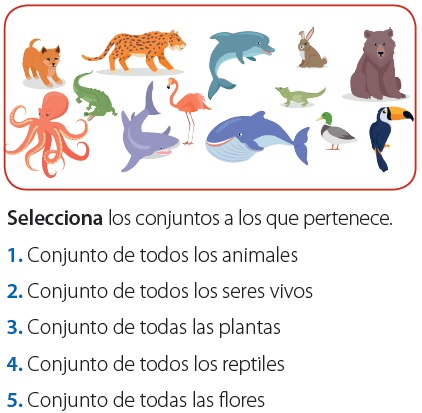 Selecciona los conjuntos a los que pertenece.
1. Conjunto de todos los animales
2. Conjunto de todos los seres vivos
3. Conjunto de todas las plantas
4. Conjunto de todos los reptiles
5. Conjunto de todas las flores